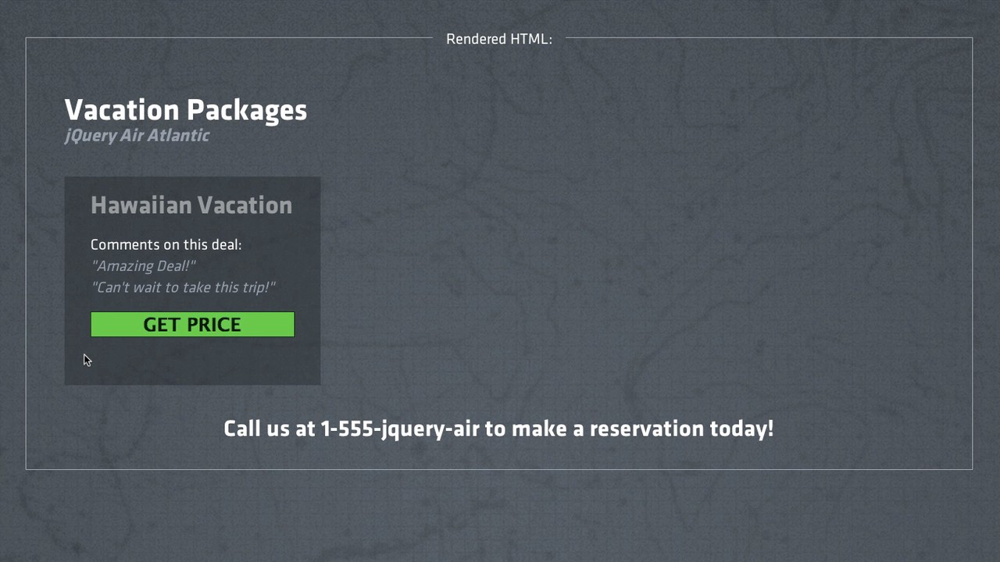 Rendered HTML:
Vacation Packages
jQuery Air Atlantic
Hawaiian Vacation
Comments on this deal:
"Amazing Deal!"
"Can't wait to take this trip!"
GET PRICE
Call us at 1-555-jquery-air to make a reservation today!